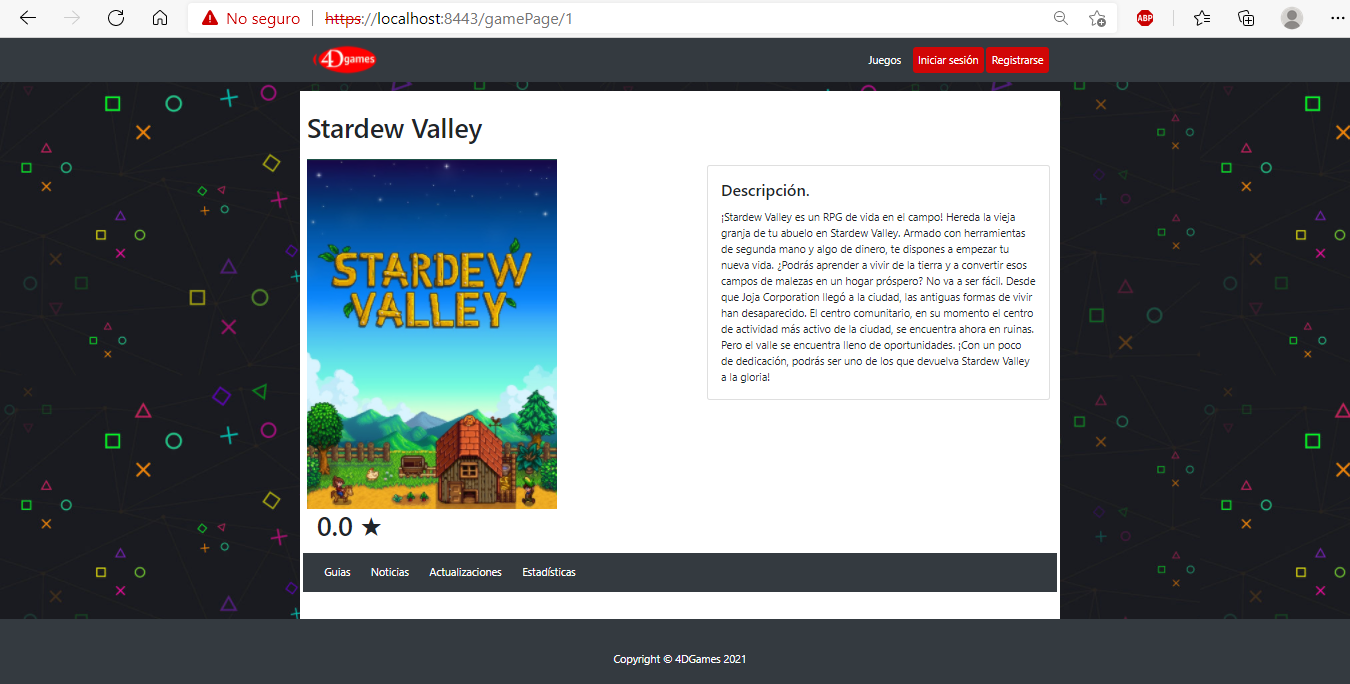 No seguro
https://localhost:8443/gamePage/1
ABP
4Dgames
Juegos
Iniciar sesión
Registrarse
Stardew Valley
STARDEW
VALLEY
Descripción.
¡Stardew Valley es un RPG de vida en el campo! Hereda la vieja
granja de tu abuelo en Stardew Valley. Armado con herramientas
de segunda mano y algo de dinero, te dispones a empezar tu
nueva vida. ¿Podrás aprender a vivir de la tierra y a convertir esos
campos de malezas en un hogar próspero? No va a ser fácil. Desde
que Joja Corporation llegó a la ciudad, las antiguas formas de vivir
han desaparecido. El centro comunitario, en su momento el centro
de actividad más activo de la ciudad, se encuentra ahora en ruinas.
Pero el valle se encuentra lleno de oportunidades. ¡Con un poco
de dedicación, podrás ser uno de los que devuelva Stardew Valley
a la gloria!
0.0 ★
Guias
Noticias
Actualizaciones
Estadísticas
Copyright © 4DGames 2021